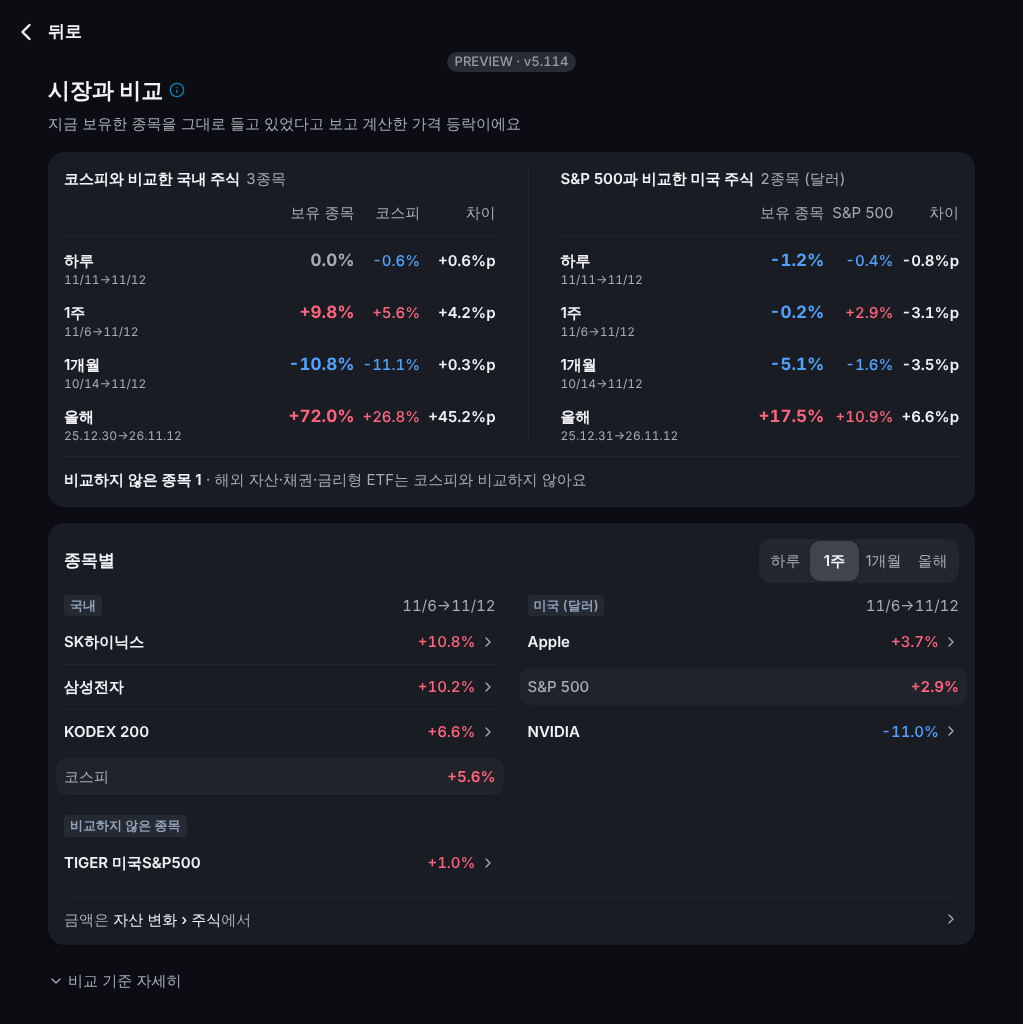 뒤로
PREVIEW · v5.114
시장과 비교
지금 보유한 종목을 그대로 들고 있었다고 보고 계산한 가격 등락이에요
코스피와 비교한 국내 주식 3종목
보유 종목 코스피 차이
하루 0.0% -0.6% +0.6%p
11/11→11/12
1주 +9.8% +5.6% +4.2%p
11/6→11/12
1개월 -10.8% -11.1% +0.3%p
10/14→11/12
올해 +72.0% +26.8% +45.2%p
25.12.30→26.11.12
S&P 500과 비교한 미국 주식 2종목 (달러)
보유 종목 S&P 500 차이
하루 -1.2% -0.4% -0.8%p
11/11→11/12
1주 -0.2% +2.9% -3.1%p
11/6→11/12
1개월 -5.1% -1.6% -3.5%p
10/14→11/12
올해 +17.5% +10.9% +6.6%p
25.12.31→26.11.12
비교하지 않은 종목 1 · 해외 자산·채권·금리형 ETF는 코스피와 비교하지 않아요
종목별
하루 1주 1개월 올해
국내 11/6→11/12
SK하이닉스 +10.8%
삼성전자 +10.2%
KODEX 200 +6.6%
코스피 +5.6%
비교하지 않은 종목
TIGER 미국S&P500 +1.0%
미국 (달러) 11/6→11/12
Apple +3.7%
S&P 500 +2.9%
NVIDIA -11.0%
금액은 자산 변화 › 주식에서
비교 기준 자세히